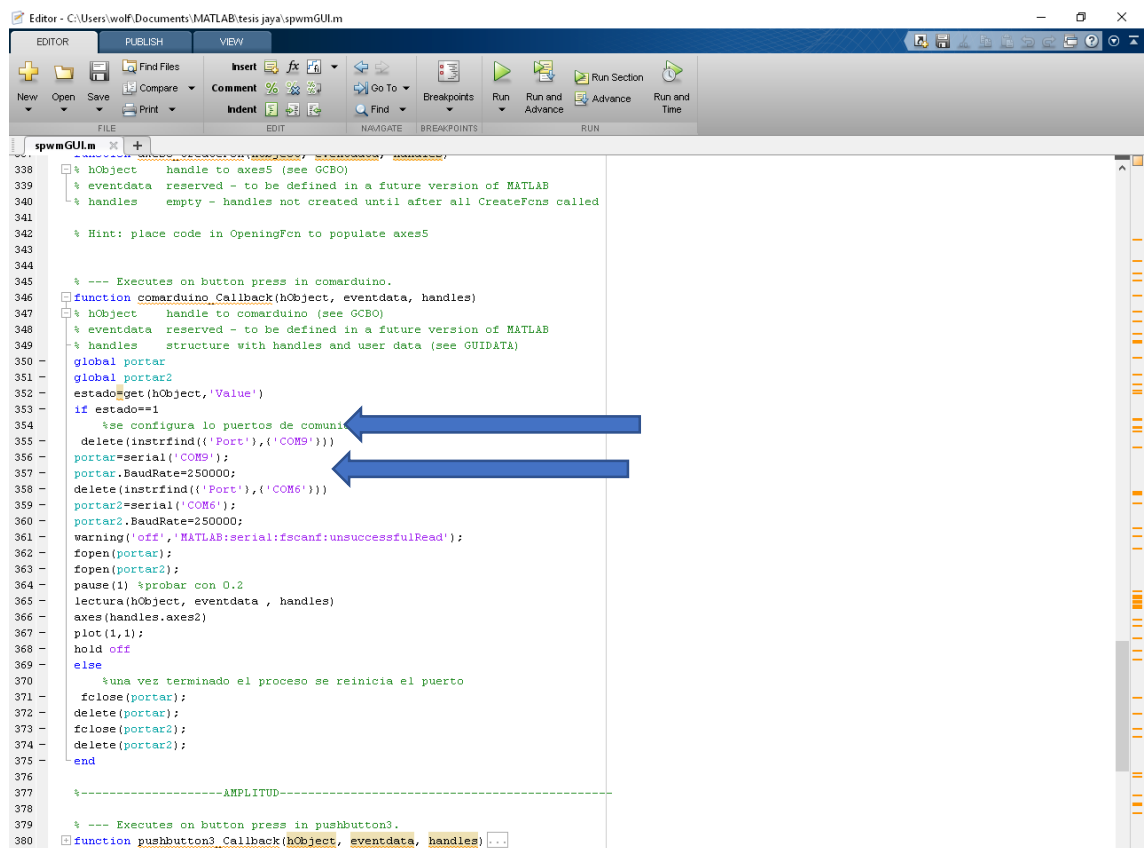 Editor - C:\Users\wolf\Documents\MATLAB\tesis jaya\spwmGUI.m
EDITOR PUBLISH VIEW
New Open Save Find Files Compare Print Insert fx Comment Indent Go To Find Breakpoints Run Run and Advance Run Section Advance Run and Time
FILE EDIT NAVIGATE BREAKPOINTS RUN
spwmGUI.m
338 % hObject    handle to axes5 (see GCBO)
339 % eventdata  reserved - to be defined in a future version of MATLAB
340 % handles    empty - handles not created until after all CreateFcns called
341
342 % Hint: place code in OpeningFcn to populate axes5
343
344
345 % --- Executes on button press in comarduino.
346 function comarduino_Callback(hObject, eventdata, handles)
347 % hObject    handle to comarduino (see GCBO)
348 % eventdata  reserved - to be defined in a future version of MATLAB
349 % handles    structure with handles and user data (see GUIDATA)
350 - global portar
351 - global portar2
352 - estado=get(hObject,'Value')
353 - if estado==1
354 %se configura lo puertos de comuni
355 - delete(instrfind({'Port'},{'COM9'}))
356 - portar=serial('COM9');
357 - portar.BaudRate=250000;
358 - delete(instrfind({'Port'},{'COM6'}))
359 - portar2=serial('COM6');
360 - portar2.BaudRate=250000;
361 - warning('off','MATLAB:serial:fscanf:unsuccessfulRead');
362 - fopen(portar);
363 - fopen(portar2);
364 - pause(1) %probar con 0.2
365 - lectura(hObject, eventdata , handles)
366 - axes(handles.axes2)
367 - plot(1,1);
368 - hold off
369 - else
370 %una vez terminado el proceso se reinicia el puerto
371 - fclose(portar);
372 - delete(portar);
373 - fclose(portar2);
374 - delete(portar2);
375 - end
376
377 %--------------------AMPLITUD-----------------------------------------------
378
379 % --- Executes on button press in pushbutton3.
380 function pushbutton3_Callback(hObject, eventdata, handles) ...